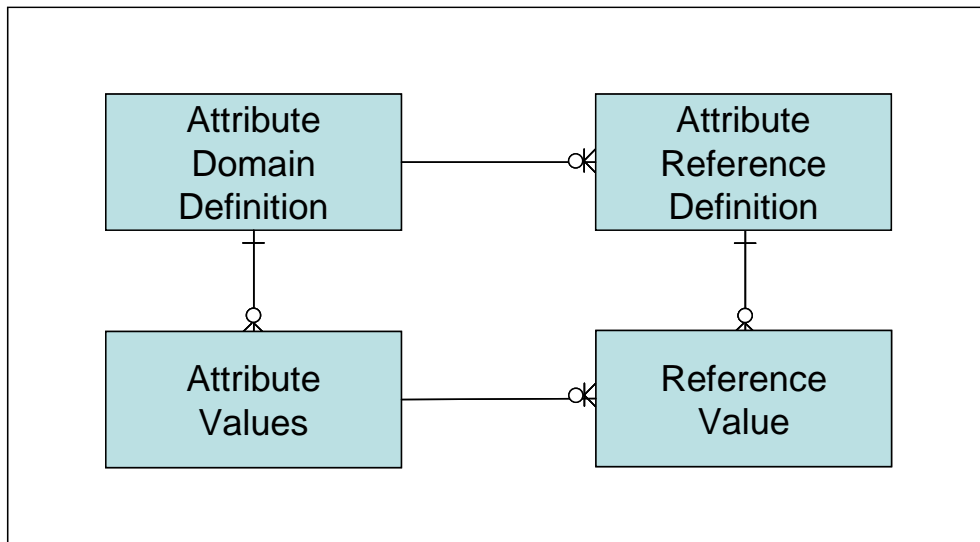 Attribute
Domain
Definition
Attribute
Reference
Definition
Attribute
Values
Reference
Value